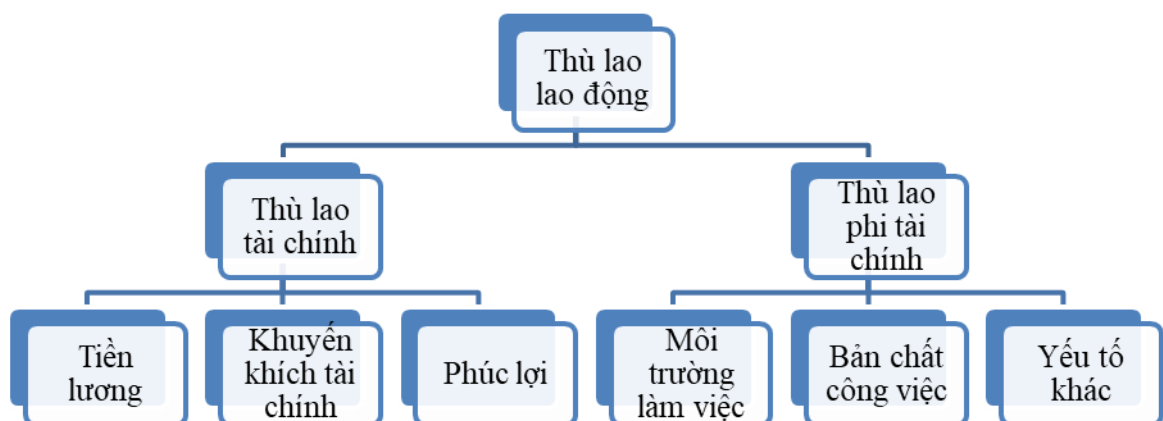 Thù lao
lao động
Thù lao
tài chính
Thù lao
phi tài
chính
Tiền
lương
Khuyến
khích tài
chính
Phúc lợi
Môi
trường
làm việc
Bản chất
công việc
Yếu tố
khác